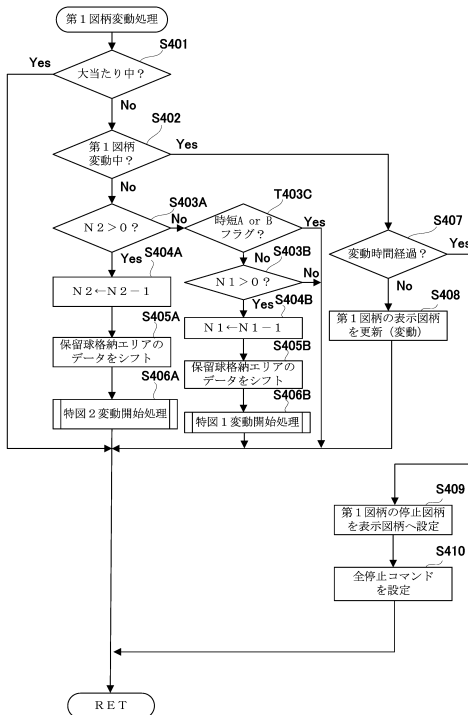 第1図柄変動処理
S401
Yes
大当たり中？
No
S402
第1図柄
変動中？
Yes
No
S403A
N2＞0？
No
Yes
T403C
時短A or B
フラグ？
Yes
No
S403B
N1＞0？
No
Yes
S407
変動時間経過？
Yes
No
S404A
N2←N2－1
S404B
N1←N1－1
S408
第1図柄の表示図柄
を更新（変動）
S405A
保留球格納エリアの
データをシフト
S405B
保留球格納エリア
のデータをシフト
S406A
特図2変動開始処理
S406B
特図1変動開始処理
S409
第1図柄の停止図柄
を表示図柄へ設定
S410
全停止コマンド
を設定
RET